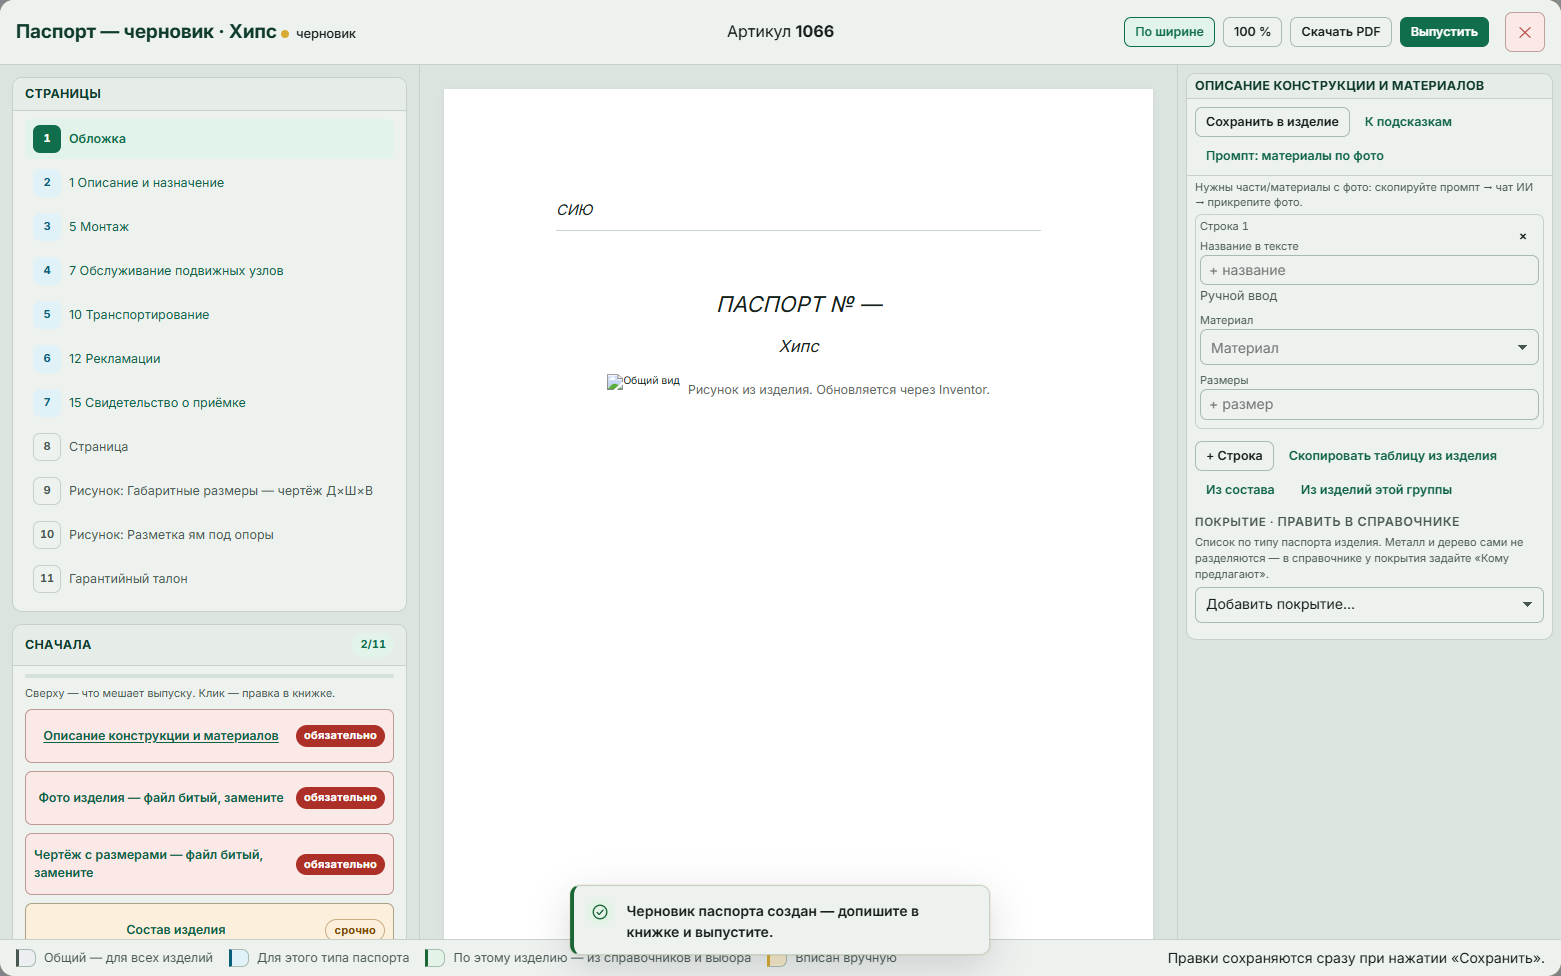 Паспорт — черновик · Хипс
черновик
Артикул 1066
По ширине
100 %
Скачать PDF
Выпустить
СТРАНИЦЫ
1 Обложка
2 1 Описание и назначение
3 5 Монтаж
4 7 Обслуживание подвижных узлов
5 10 Транспортирование
6 12 Рекламации
7 15 Свидетельство о приёмке
8 Страница
9 Рисунок: Габаритные размеры — чертёж Д×Ш×В
10 Рисунок: Разметка ям под опоры
11 Гарантийный талон
СНАЧАЛА
2/11
Сверху — что мешает выпуску. Клик — правка в книжке.
Описание конструкции и материалов
обязательно
Фото изделия — файл битый, замените
обязательно
Чертёж с размерами — файл битый,
замените
обязательно
Состав изделия
срочно
СИЮ
ПАСПОРТ № —
Хипс
Общий вид
Рисунок из изделия. Обновляется через Inventor.
ОПИСАНИЕ КОНСТРУКЦИИ И МАТЕРИАЛОВ
Сохранить в изделие
К подсказкам
Промпт: материалы по фото
Нужны части/материалы с фото: скопируйте промпт → чат ИИ
→ прикрепите фото.
Строка 1
×
Название в тексте
+ название
Ручной ввод
Материал
Материал
Размеры
+ размер
+ Строка
Скопировать таблицу из изделия
Из состава
Из изделий этой группы
ПОКРЫТИЕ · ПРАВИТЬ В СПРАВОЧНИКЕ
Список по типу паспорта изделия. Металл и дерево сами не
разделяются — в справочнике у покрытия задайте «Кому
предлагают».
Добавить покрытие...
Черновик паспорта создан — допишите в
книжке и выпустите.
Общий — для всех изделий
Для этого типа паспорта
По этому изделию — из справочников и выбора
Вписан вручную
Правки сохраняются сразу при нажатии «Сохранить».